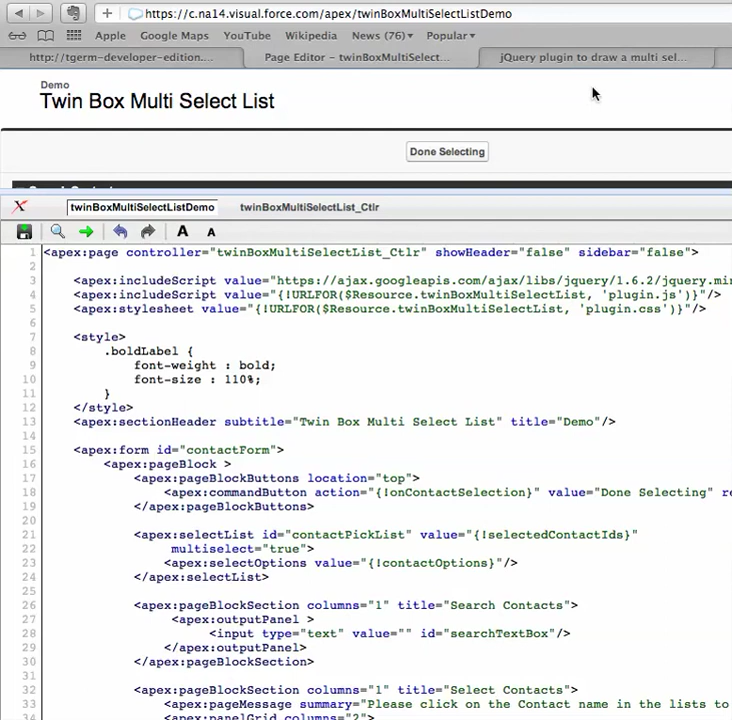 https://c.na14.visual.force.com/apex/twinBoxMultiSelectListDemo
Apple Google Maps YouTube Wikipedia News (76)▾ Popular▾
http://tgerm-developer-edition.... Page Editor - twinBoxMultiSelect... jQuery plugin to draw a multi sel...
Demo
Twin Box Multi Select List
Done Selecting
twinBoxMultiSelectListDemo twinBoxMultiSelectList_Ctlr
A A
1 <apex:page controller="twinBoxMultiSelectList_Ctlr" showHeader="false" sidebar="false">
2
3 <apex:includeScript value="https://ajax.googleapis.com/ajax/libs/jquery/1.6.2/jquery.min
4 <apex:includeScript value="{!URLFOR($Resource.twinBoxMultiSelectList, 'plugin.js')}"/>
5 <apex:stylesheet value="{!URLFOR($Resource.twinBoxMultiSelectList, 'plugin.css')}"/>
6
7 <style>
8 .boldLabel {
9 font-weight : bold;
10 font-size : 110%;
11 }
12 </style>
13 <apex:sectionHeader subtitle="Twin Box Multi Select List" title="Demo"/>
14
15 <apex:form id="contactForm">
16 <apex:pageBlock >
17 <apex:pageBlockButtons location="top">
18 <apex:commandButton action="{!onContactSelection}" value="Done Selecting" re
19 </apex:pageBlockButtons>
20
21 <apex:selectList id="contactPickList" value="{!selectedContactIds}"
22 multiselect="true">
23 <apex:selectOptions value="{!contactOptions}"/>
24 </apex:selectList>
25
26 <apex:pageBlockSection columns="1" title="Search Contacts">
27 <apex:outputPanel >
28 <input type="text" value="" id="searchTextBox"/>
29 </apex:outputPanel>
30 </apex:pageBlockSection>
31
32 <apex:pageBlockSection columns="1" title="Select Contacts">
33 <apex:pageMessage summary="Please click on the Contact name in the lists to
34 <apex:panelGrid columns="2">